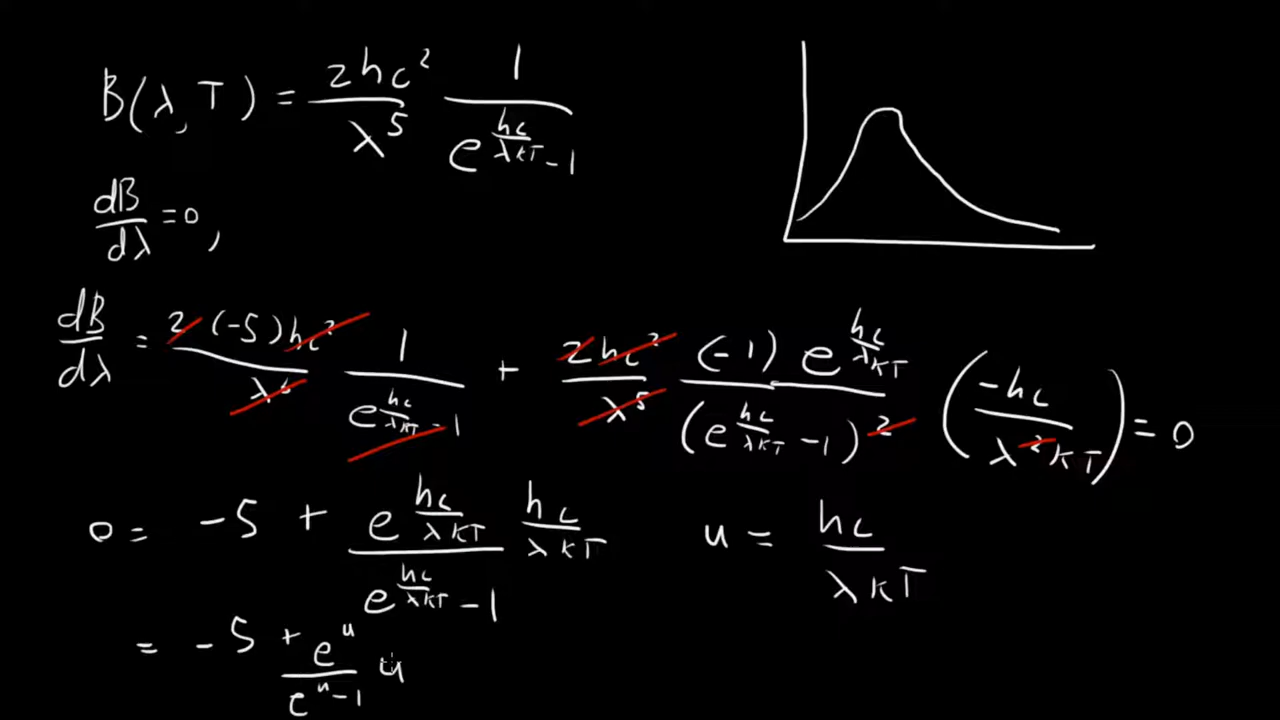 B(λ, T) = 2hc²/λ⁵ 1/(e^(hc/λkT) - 1)
dB/dλ = 0,
dB/dλ = 2(-5)hc²/λ⁶ 1/(e^(hc/λkT) - 1) + 2hc²/λ⁵ (-1) e^(hc/λkT)/(e^(hc/λkT) - 1)² (-hc/λ²kT) = 0
0 = -5 + e^(hc/λkT)/(e^(hc/λkT) - 1) hc/λkT
u = hc/λkT
= -5 + e^u/(e^u - 1) u